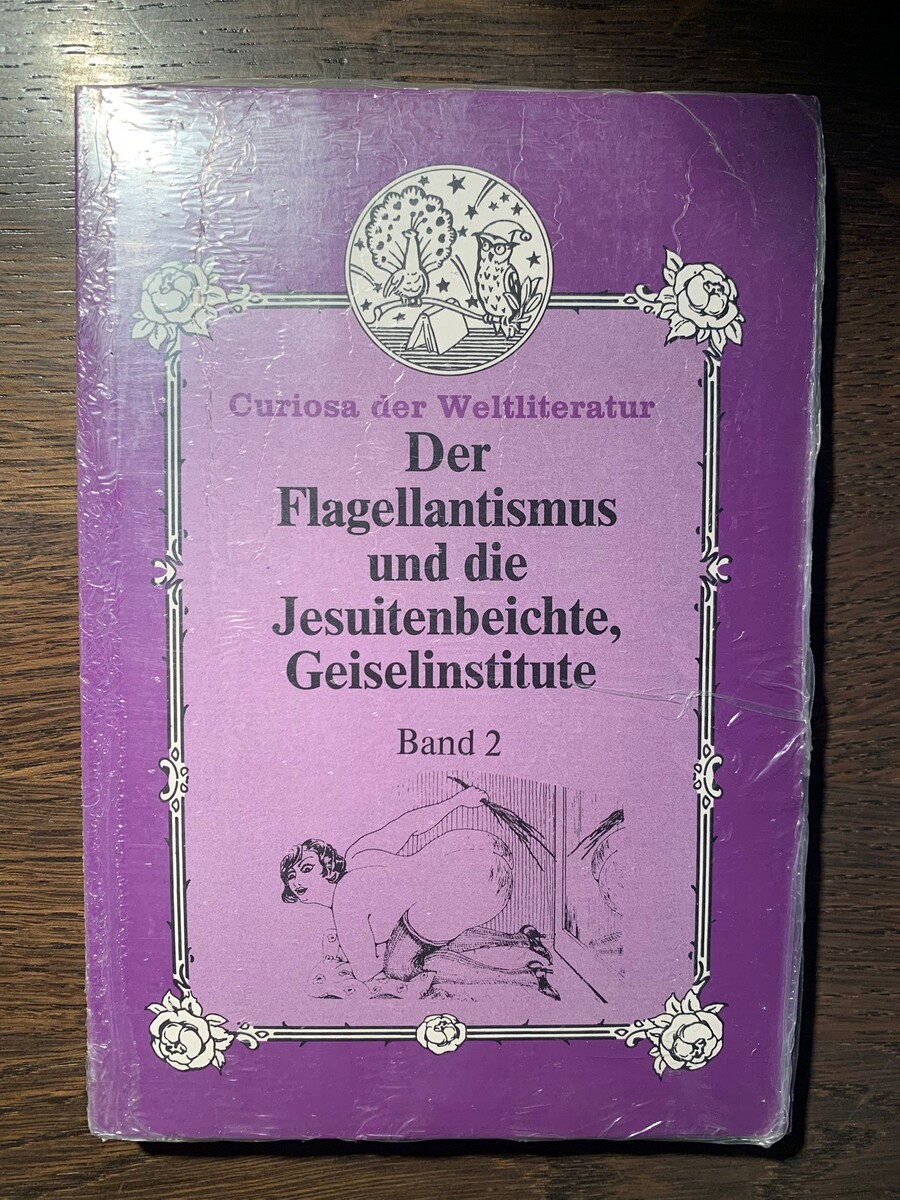 Curiosa der Weltliteratur
Der
Flagellantismus
und die
Jesuitenbeichte,
Geiselinstitute
Band 2